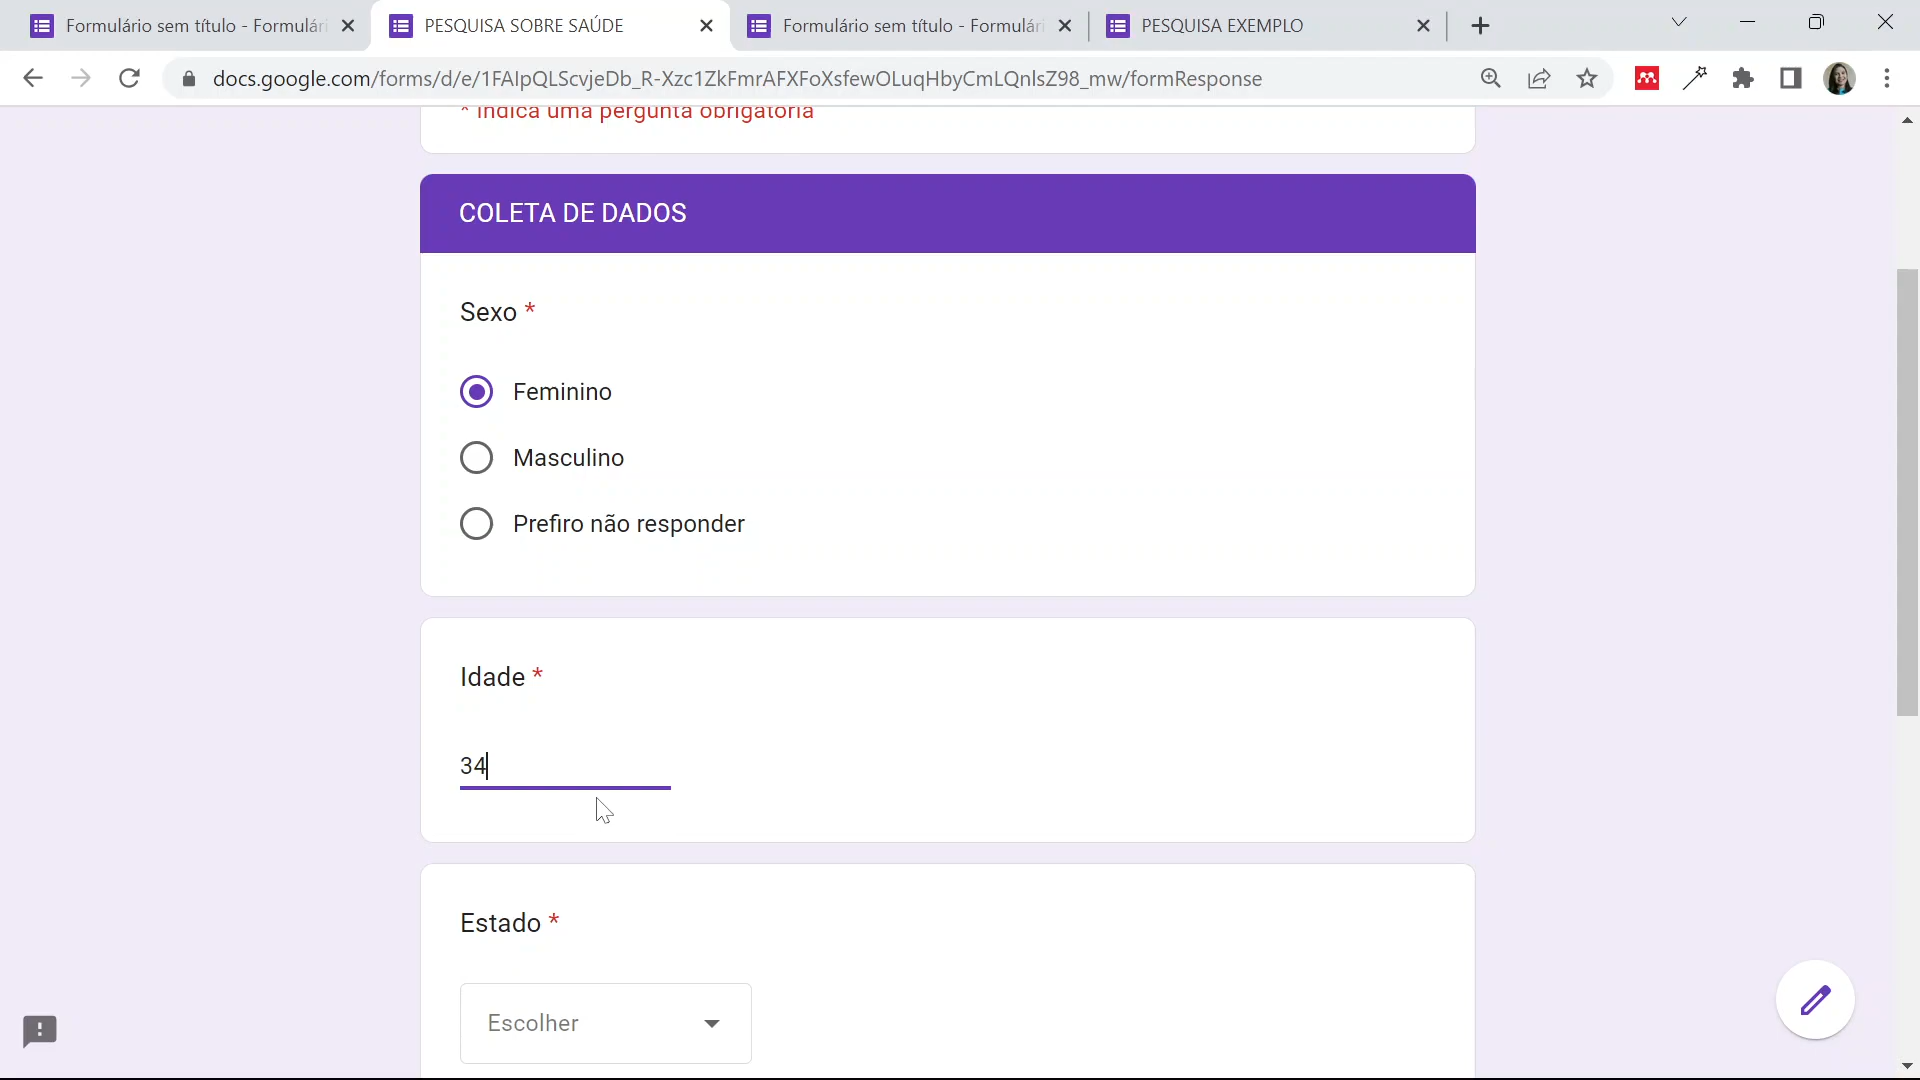 Formulário sem título - Formulári
PESQUISA SOBRE SAÚDE
Formulário sem título - Formulári
PESQUISA EXEMPLO
docs.google.com/forms/d/e/1FAIpQLScvjeDb_R-Xzc1ZkFmrAFXFoXsfewOLuqHbyCmLQnlsZ98_mw/formResponse
* Indica uma pergunta obrigatória
COLETA DE DADOS
Sexo *
Feminino
Masculino
Prefiro não responder
Idade *
34
Estado *
Escolher